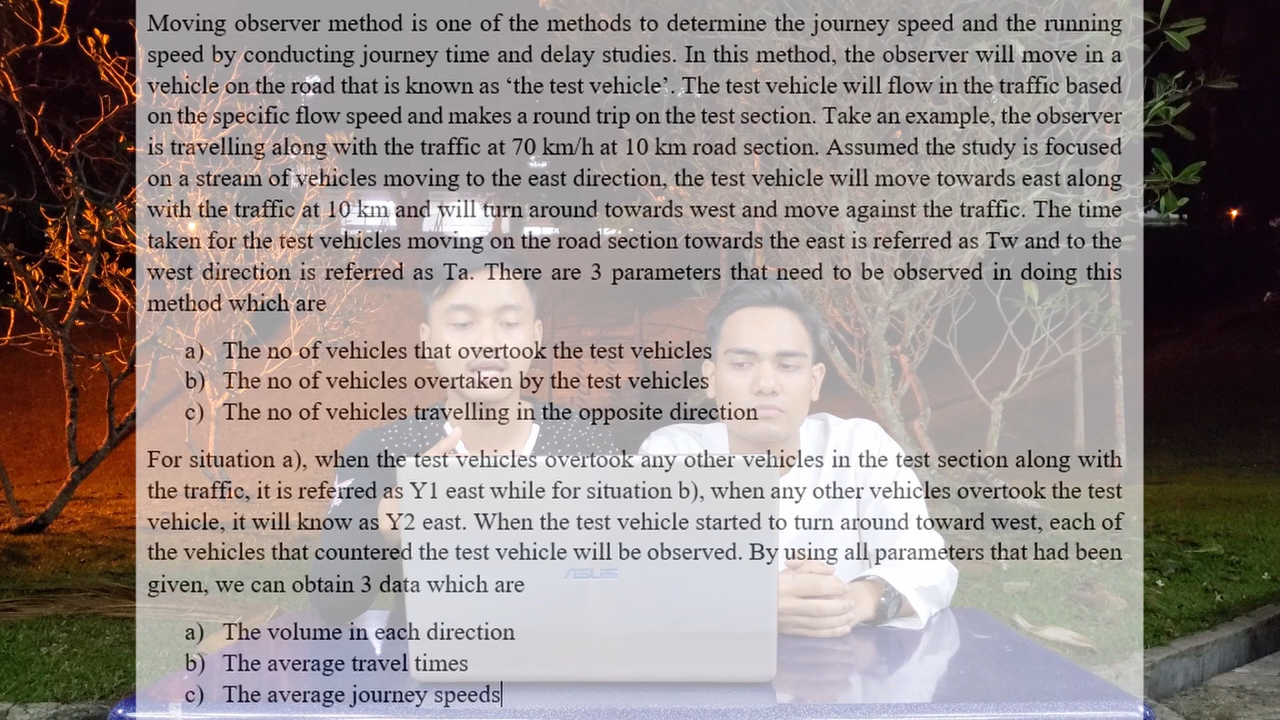 Moving observer method is one of the methods to determine the journey speed and the running
speed by conducting journey time and delay studies. In this method, the observer will move in a
vehicle on the road that is known as ‘the test vehicle’. The test vehicle will flow in the traffic based
on the specific flow speed and makes a round trip on the test section. Take an example, the observer
is travelling along with the traffic at 70 km/h at 10 km road section. Assumed the study is focused
on a stream of vehicles moving to the east direction, the test vehicle will move towards east along
with the traffic at 10 km and will turn around towards west and move against the traffic. The time
taken for the test vehicles moving on the road section towards the east is referred as Tw and to the
west direction is referred as Ta. There are 3 parameters that need to be observed in doing this
method which are
a) The no of vehicles that overtook the test vehicles
b) The no of vehicles overtaken by the test vehicles
c) The no of vehicles travelling in the opposite direction
For situation a), when the test vehicles overtook any other vehicles in the test section along with
the traffic, it is referred as Y1 east while for situation b), when any other vehicles overtook the test
vehicle, it will know as Y2 east. When the test vehicle started to turn around toward west, each of
the vehicles that countered the test vehicle will be observed. By using all parameters that had been
given, we can obtain 3 data which are
ASUS
a) The volume in each direction
b) The average travel times
c) The average journey speeds